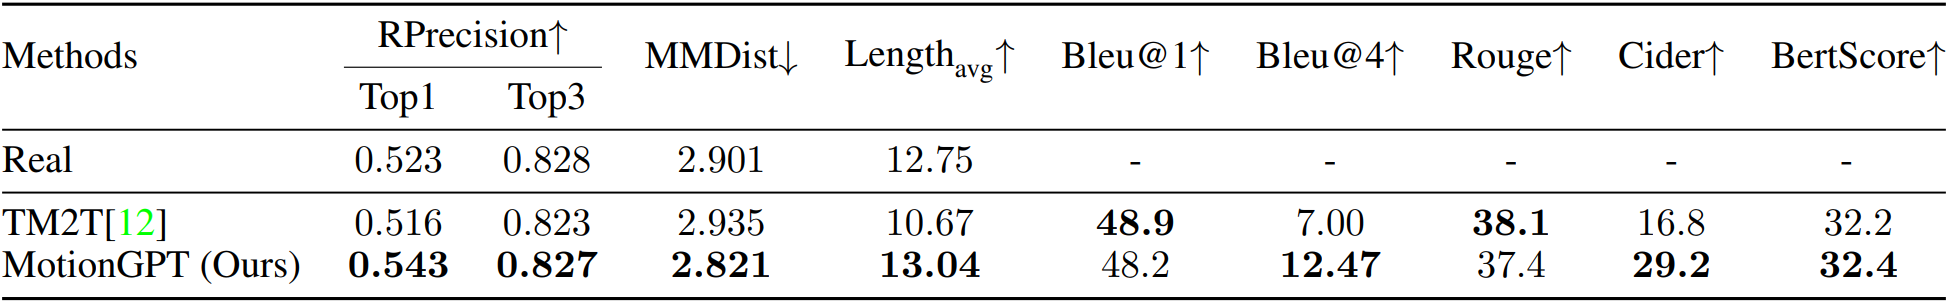 Methods RPrecision↑ MMDist↓ Length_avg↑ Bleu@1↑ Bleu@4↑ Rouge↑ Cider↑ BertScore↑
Top1 Top3
Real 0.523 0.828 2.901 12.75 - - - - -
TM2T[12] 0.516 0.823 2.935 10.67 48.9 7.00 38.1 16.8 32.2
MotionGPT (Ours) 0.543 0.827 2.821 13.04 48.2 12.47 37.4 29.2 32.4